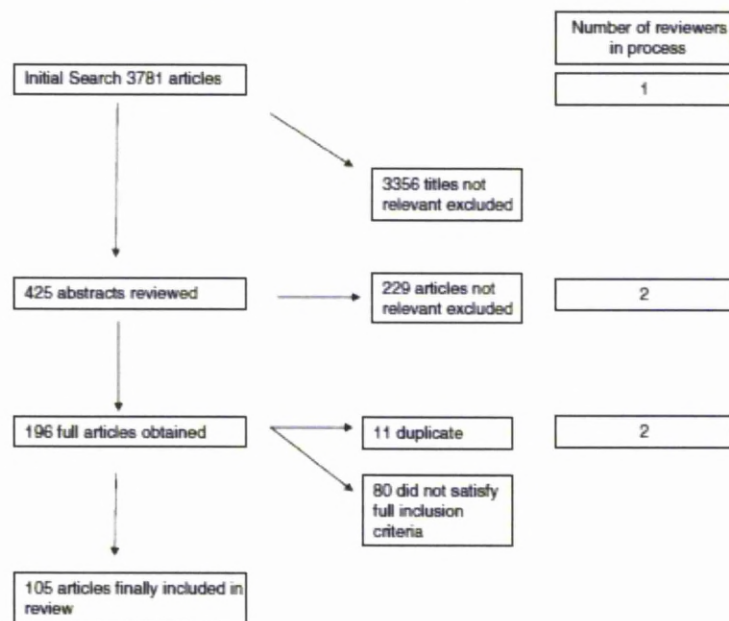 Number of reviewers
in process
Initial Search 3781 articles
1
3356 titles not
relevant excluded
425 abstracts reviewed
229 articles not
relevant excluded
2
196 full articles obtained
11 duplicate
2
80 did not satisfy
full inclusion
criteria
105 articles finally included in
review